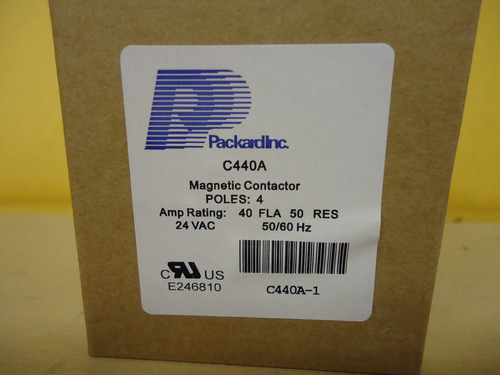 PackardInc.
C440A
Magnetic Contactor
POLES: 4
Amp Rating: 40 FLA 50 RES
24 VAC 50/60 Hz
C RU US
E246810
C440A-1